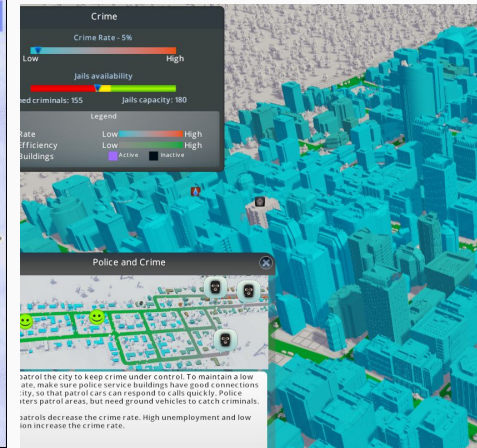 Crime
Crime Rate - 5%
Low High
Jails availability
ed criminals: 155 Jails capacity: 180
Legend
Rate Low High
Efficiency Low High
Buildings Active Inactive
Police and Crime
patrol the city to keep crime under control. To maintain a low
ate, make sure police service buildings have good connections
city, so that patrol cars can respond to calls quickly. Police
ters patrol areas, but need ground vehicles to catch criminals.
patrols decrease the crime rate. High unemployment and low
ion increase the crime rate.